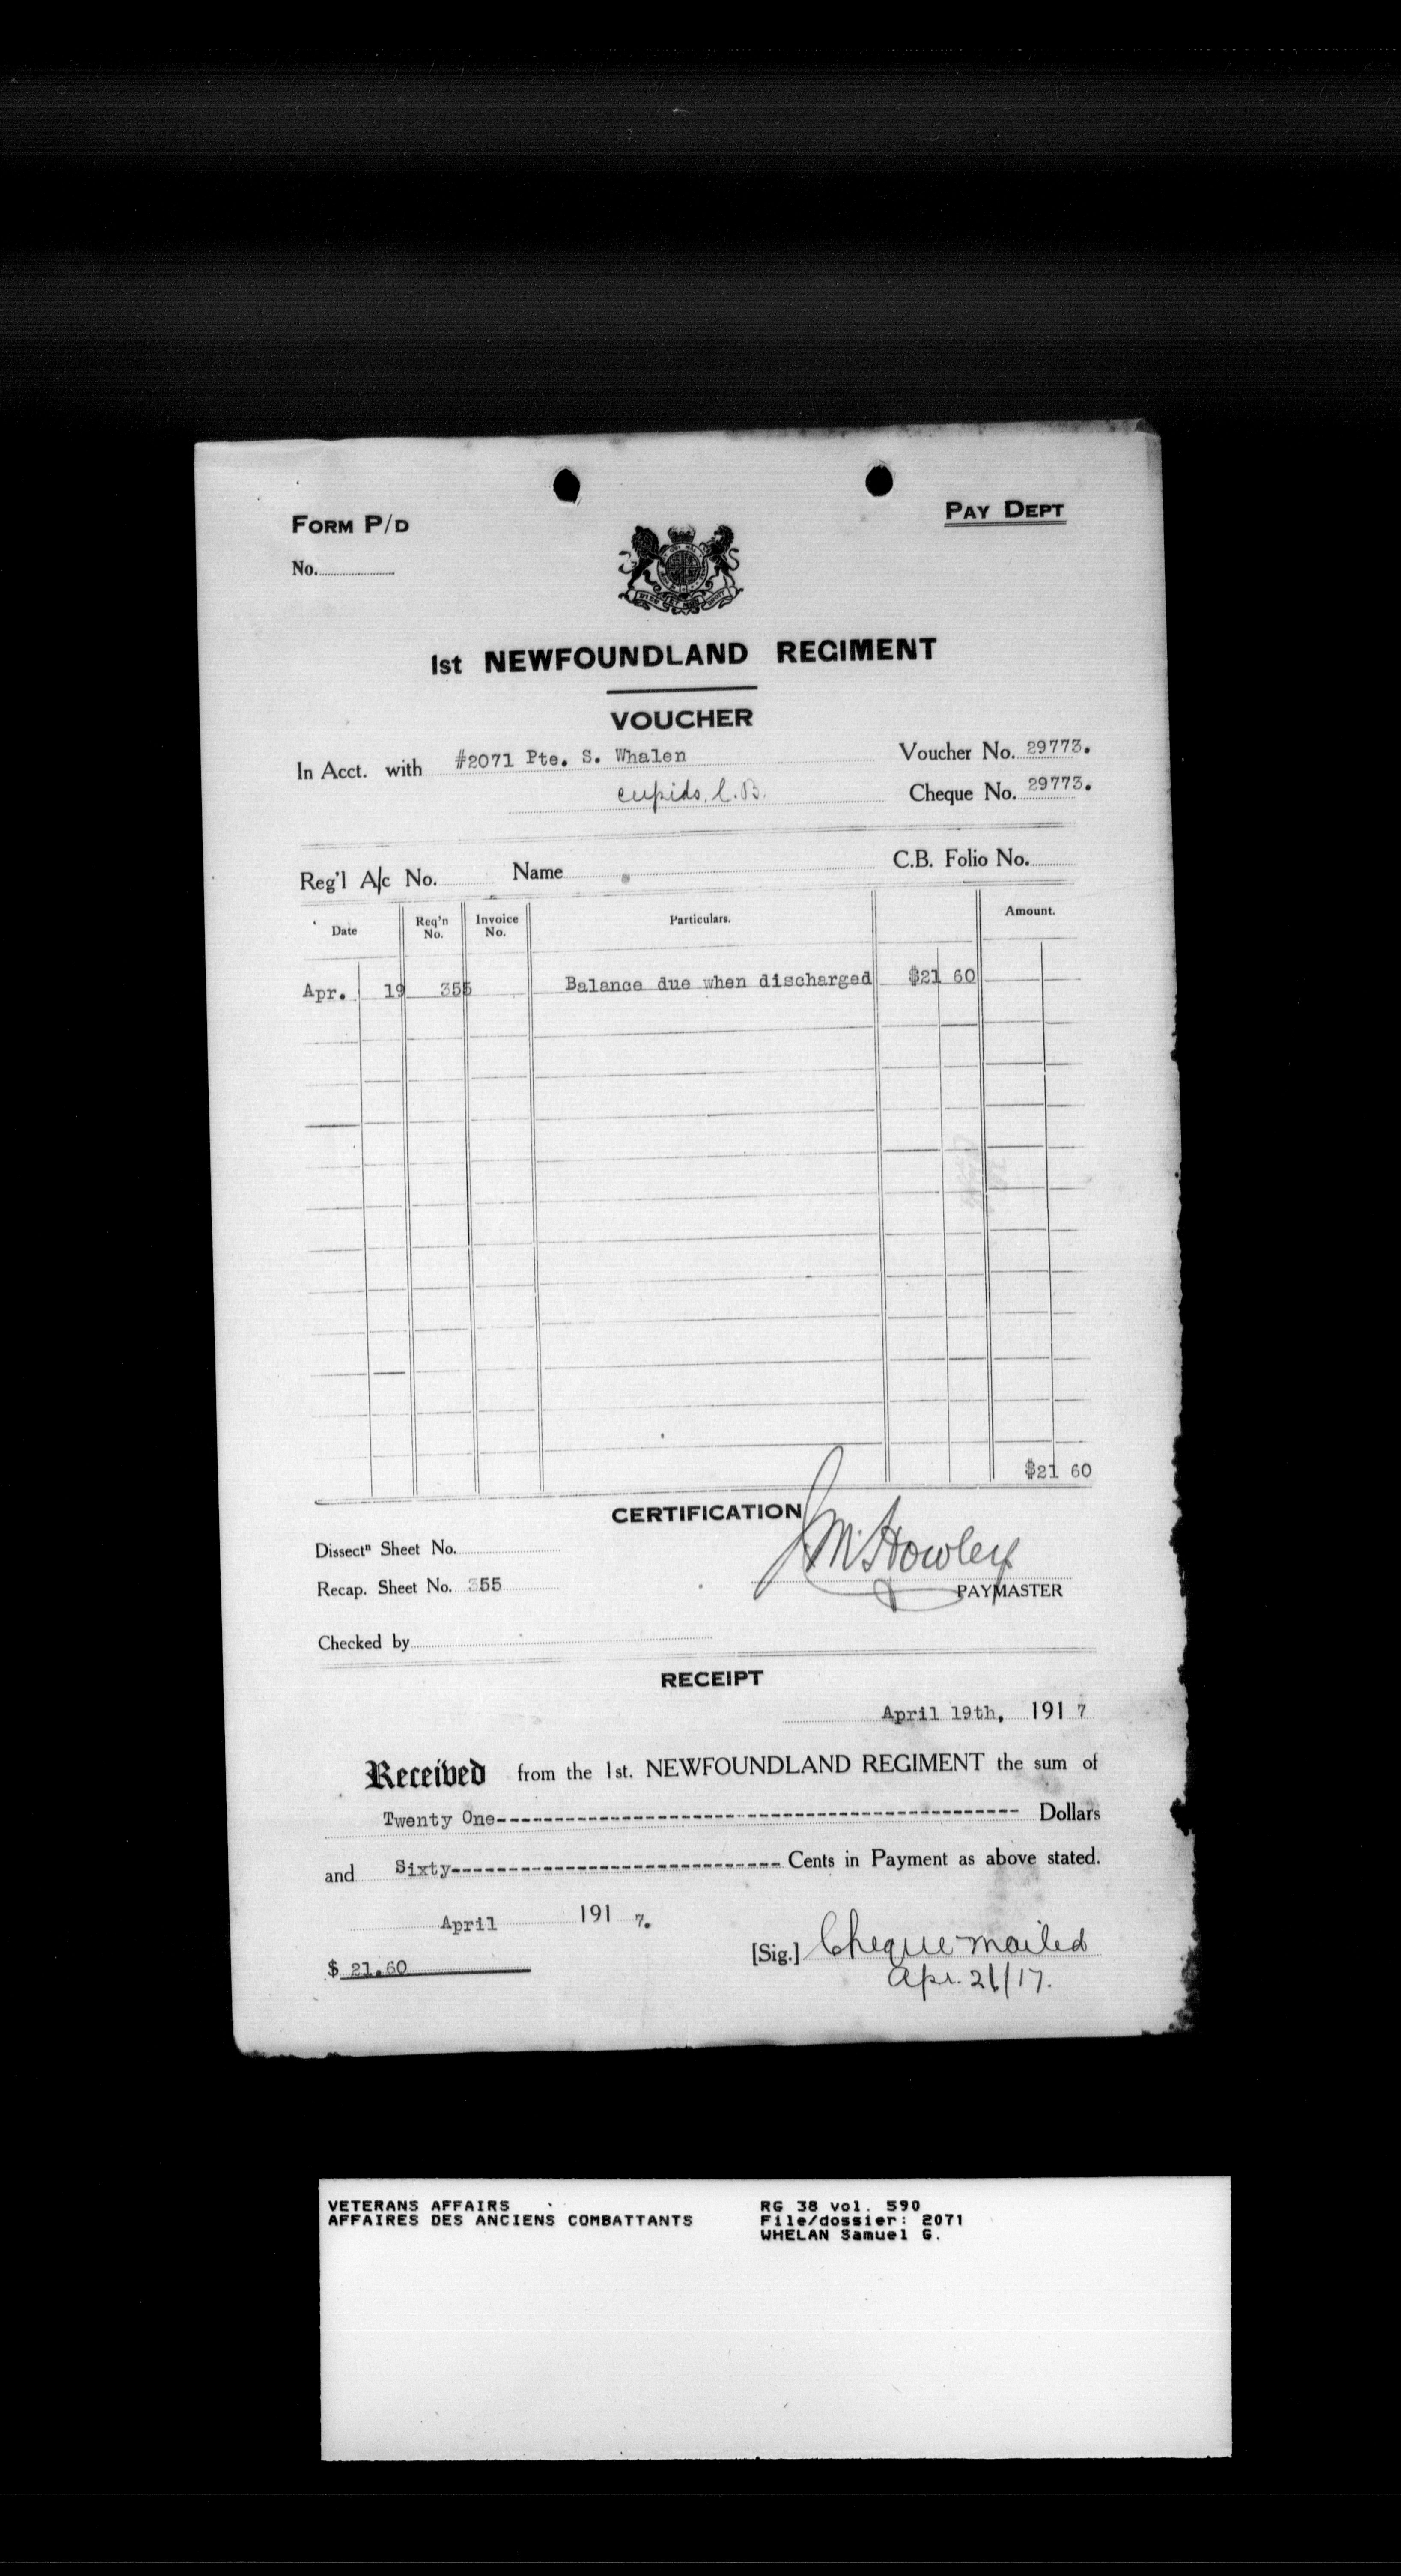 FORM P/D
PAY DEPT
No.
1st NEWFOUNDLAND REGIMENT
VOUCHER
In Acct. with #2071 Pte. S. Whalen
Voucher No. 29773.
Cupids, C.B.
Cheque No. 29773.
Reg'l A/c No. Name C.B. Folio No.
Date Req'n No. Invoice No. Particulars. Amount.
Apr. 19 355 Balance due when discharged $21 60
$21 60
CERTIFICATION
Dissectn Sheet No.
J M Howley
Recap. Sheet No. 355
PAYMASTER
Checked by
RECEIPT
April 19th, 1917
Received from the 1st. NEWFOUNDLAND REGIMENT the sum of
Twenty One---------------------------------------------- Dollars
and Sixty----------------------------- Cents in Payment as above stated.
April 1917.
[Sig.] Cheque mailed
$ 21.60
Apr. 21/17.
VETERANS AFFAIRS
AFFAIRES DES ANCIENS COMBATTANTS
RG 38 vol. 590
File/dossier: 2071
WHELAN Samuel G.